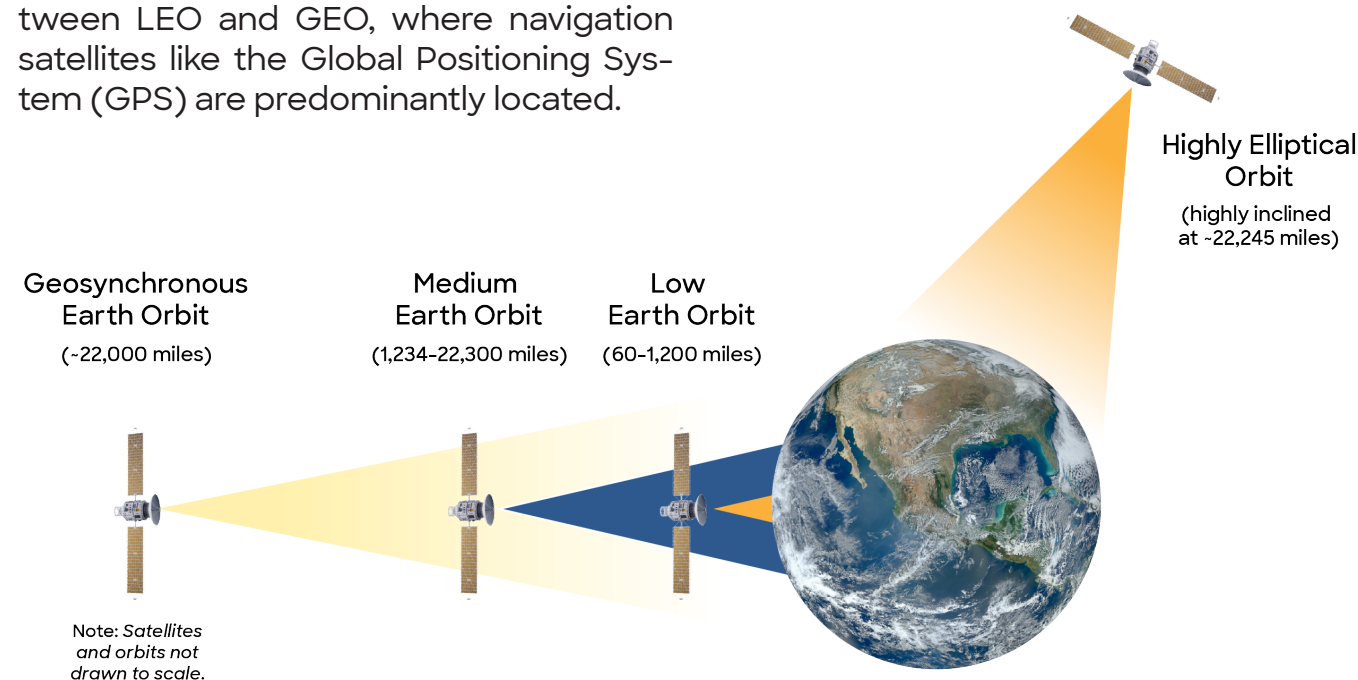 tween LEO and GEO, where navigation
satellites like the Global Positioning Sys-
tem (GPS) are predominantly located.
Highly Elliptical
Orbit
(highly inclined
at ~22,245 miles)
Geosynchronous
Earth Orbit
(~22,000 miles)
Medium
Earth Orbit
(1,234–22,300 miles)
Low
Earth Orbit
(60–1,200 miles)
Note: Satellites
and orbits not
drawn to scale.